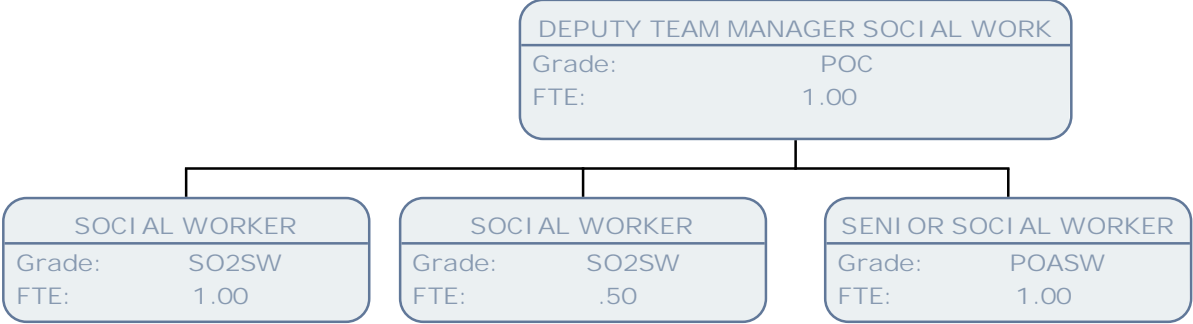 DEPUTY TEAM MANAGER SOCIAL WORK
Grade: POC
FTE: 1.00
SOCIAL WORKER
Grade: SO2SW
FTE: 1.00
SOCIAL WORKER
Grade: SO2SW
FTE: .50
SENIOR SOCIAL WORKER
Grade: POASW
FTE: 1.00